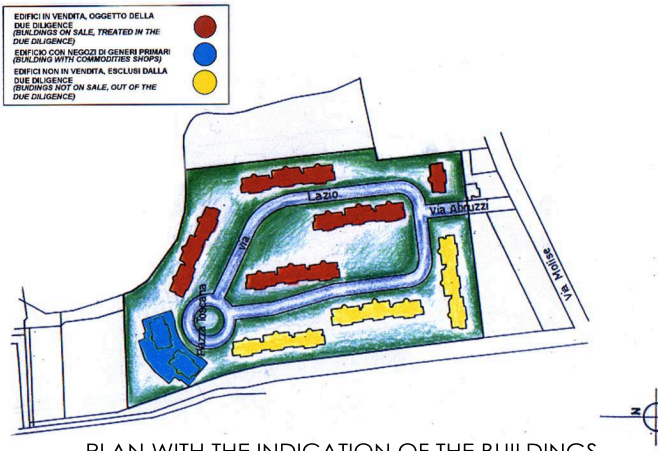 EDIFICI IN VENDITA, OGGETTO DELLA
DUE DILIGENCE
(BUILDINGS ON SALE, TREATED IN THE
DUE DILIGENCE)
EDIFICIO CON NEGOZI DI GENERI PRIMARI
(BUILDING WITH COMMODITIES SHOPS)
EDIFICI NON IN VENDITA, ESCLUSI DALLA
DUE DILIGENCE
(BUIDINGS NOT ON SALE, OUT OF THE
DUE DILIGENCE)
Via Lazio
Via Abruzzi
Via Molise
Piazza Toscana
N
PLAN WITH THE INDICATION OF THE BUILDINGS